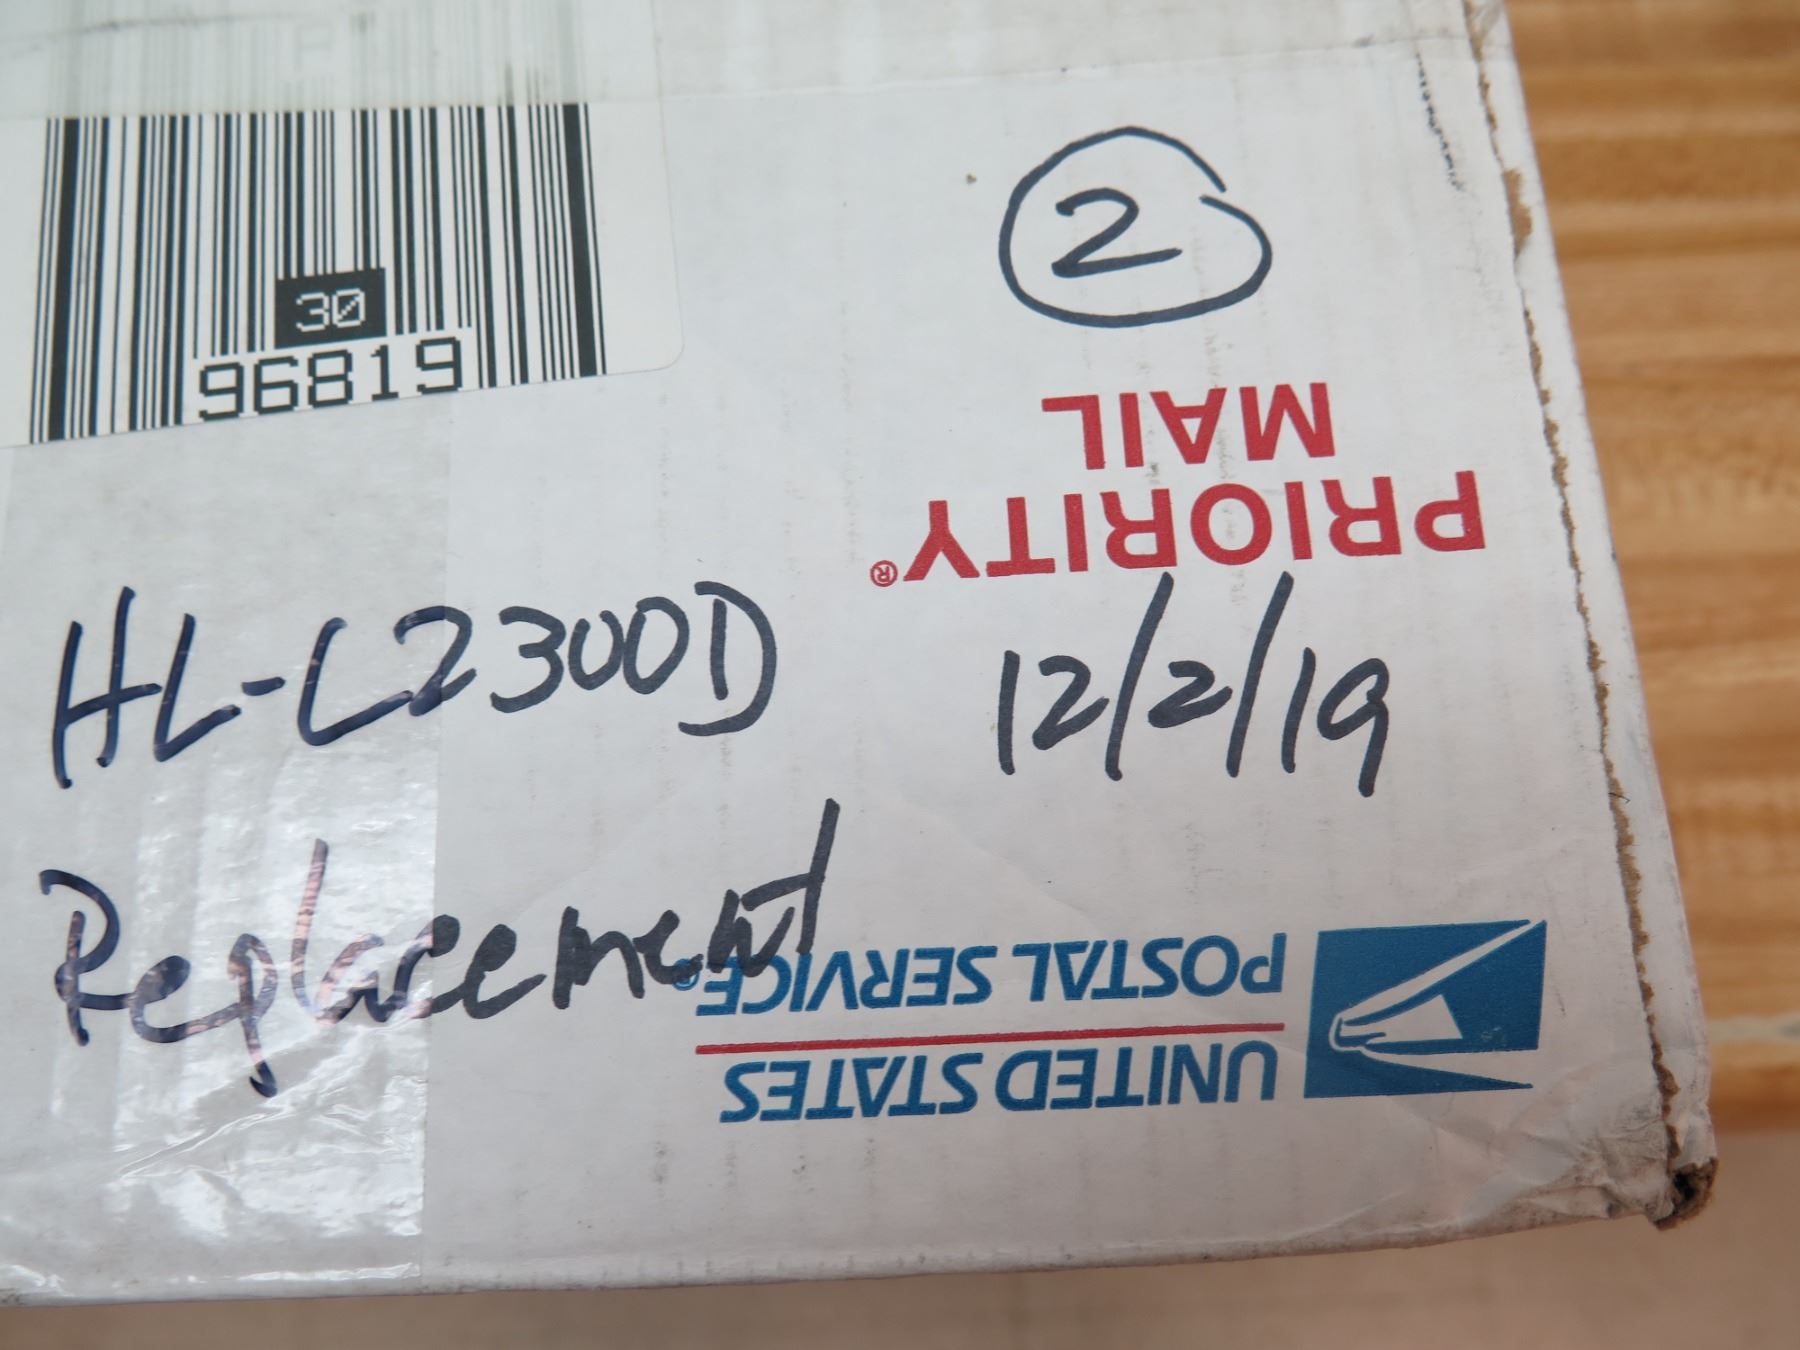 30
96819
2
PRIORITY®
MAIL
HL-L2300D 12/2/19
Replacement
UNITED STATES
POSTAL SERVICE®